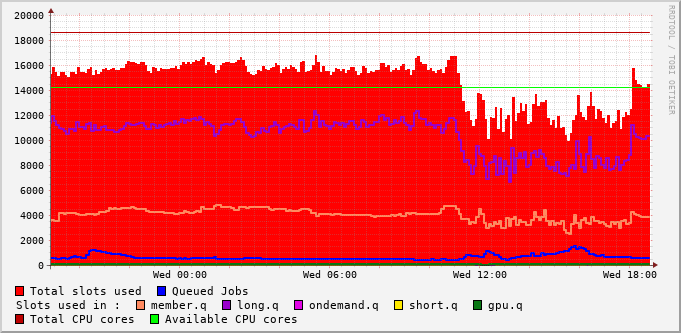 20000
18000
16000
14000
12000
10000
8000
6000
4000
2000
0
Wed 00:00 Wed 06:00 Wed 12:00 Wed 18:00
Total slots used Queued Jobs
Slots used in : member.q long.q ondemand.q short.q gpu.q
Total CPU cores Available CPU cores
RRDTOOL / TOBI OETIKER